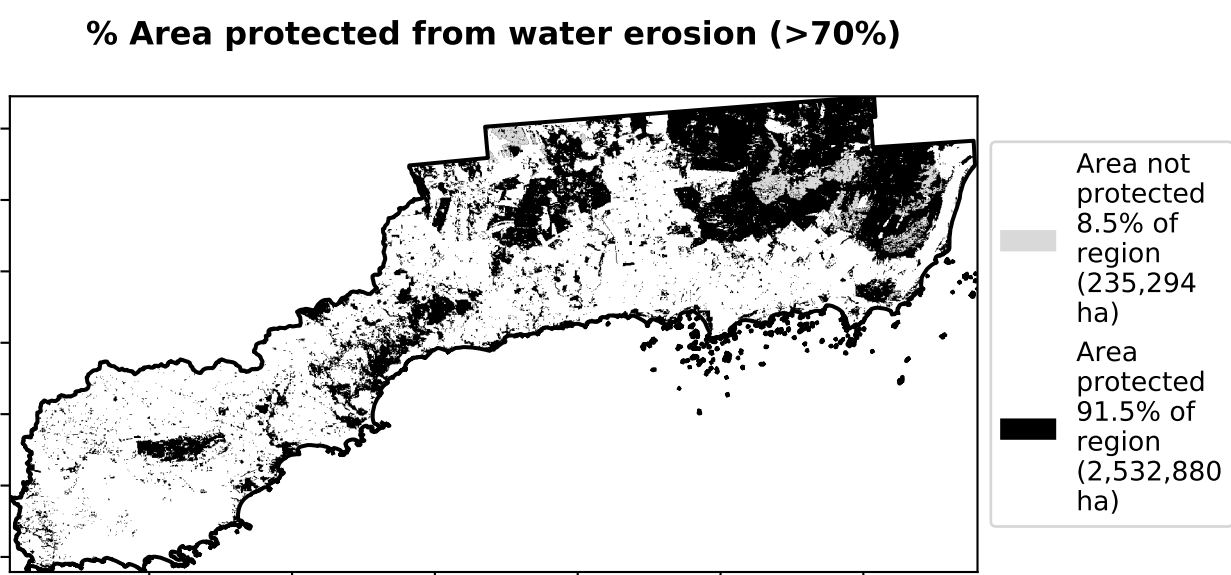 % Area protected from water erosion (>70%)
Area not
protected
8.5% of
region
(235,294
ha)
Area
protected
91.5% of
region
(2,532,880
ha)